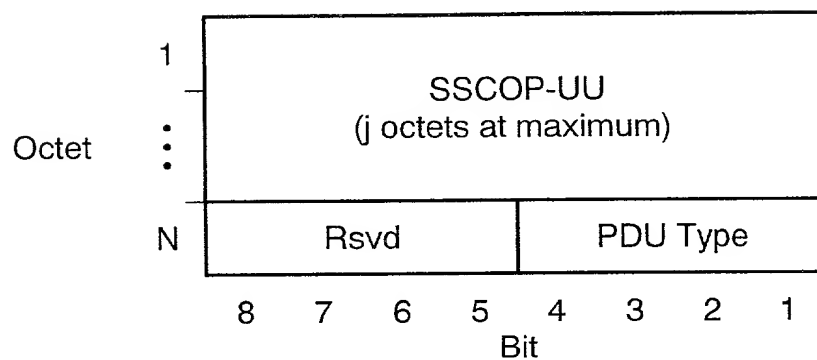 1
SSCOP-UU
(j octets at maximum)
Octet
N
Rsvd
PDU Type
8 7 6 5 4 3 2 1
Bit